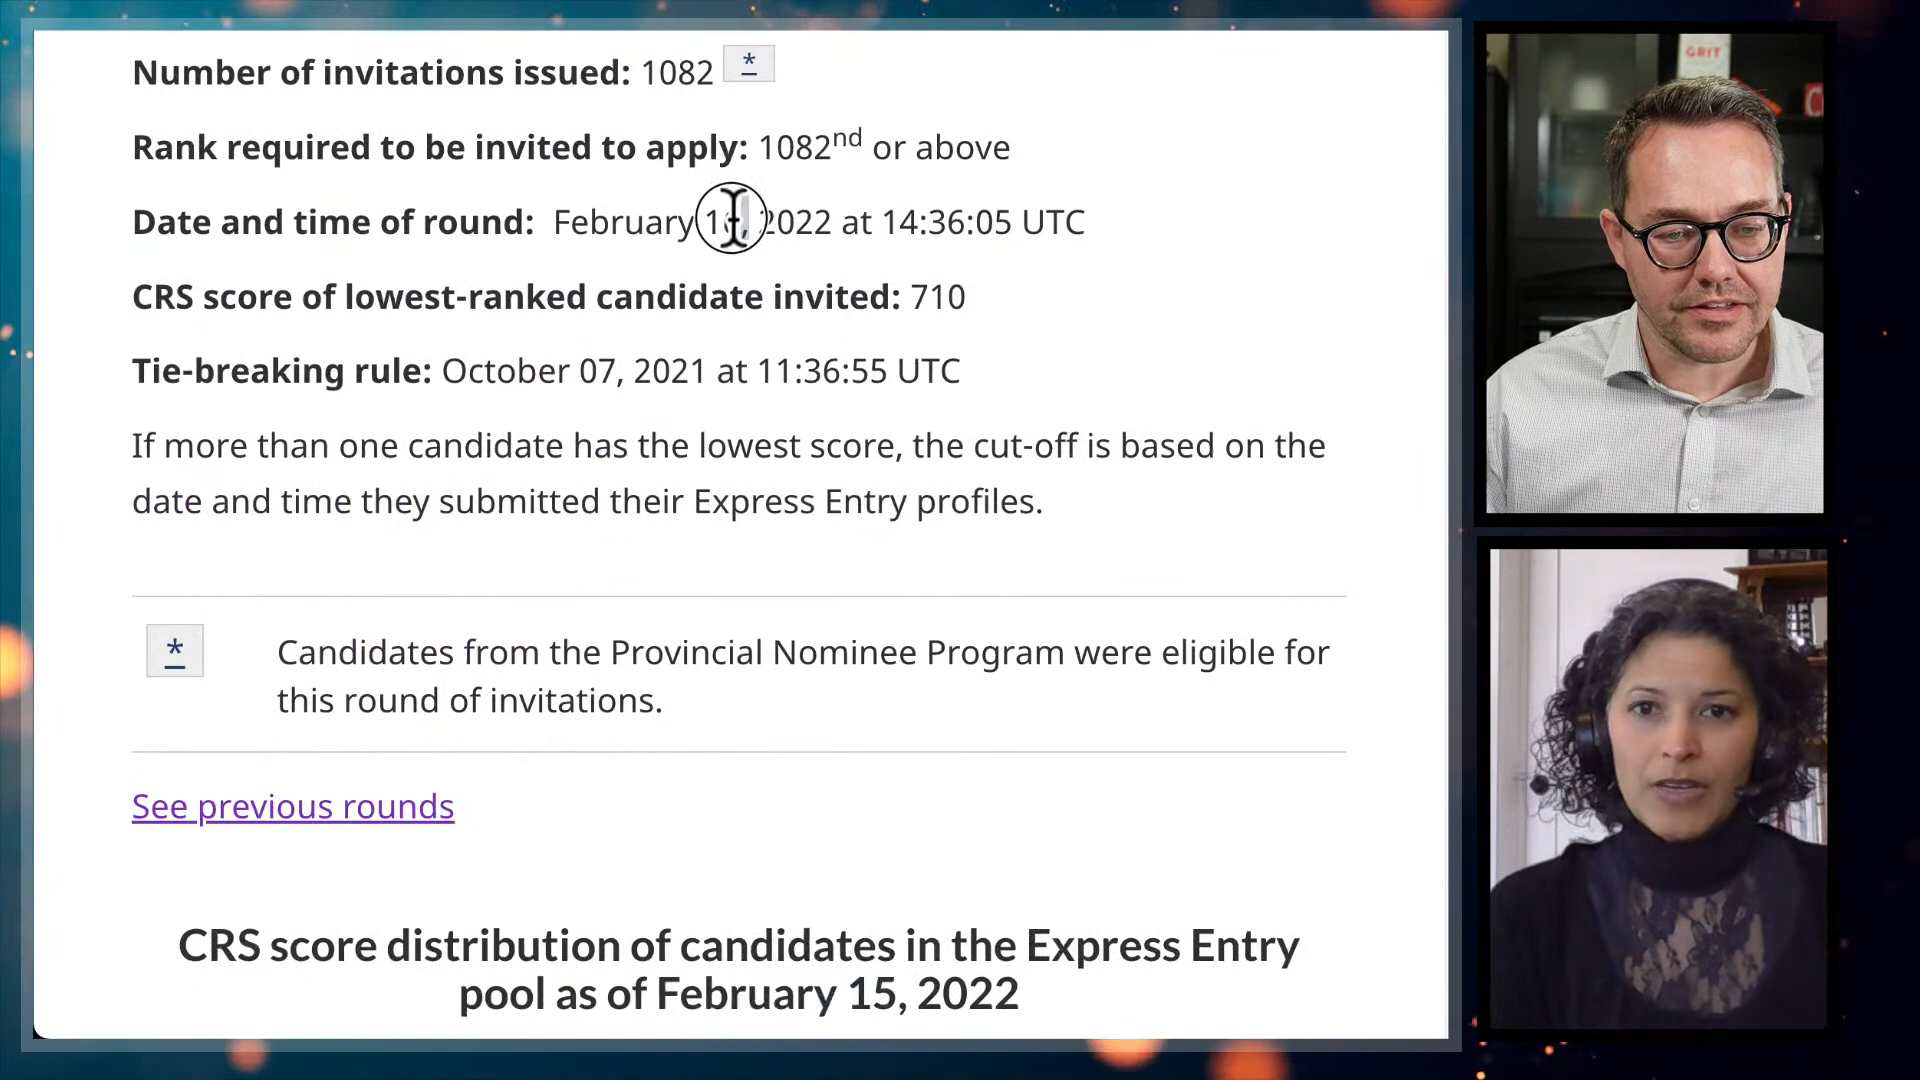 Number of invitations issued: 1082 *
Rank required to be invited to apply: 1082nd or above
Date and time of round: February 2022 at 14:36:05 UTC
CRS score of lowest-ranked candidate invited: 710
Tie-breaking rule: October 07, 2021 at 11:36:55 UTC
If more than one candidate has the lowest score, the cut-off is based on the
date and time they submitted their Express Entry profiles.
* Candidates from the Provincial Nominee Program were eligible for
this round of invitations.
See previous rounds
CRS score distribution of candidates in the Express Entry
pool as of February 15, 2022
GRIT